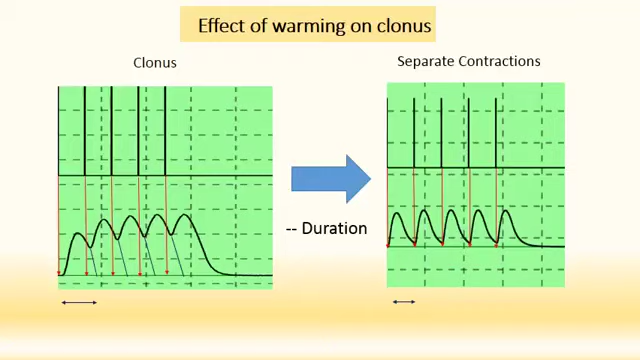 Effect of warming on clonus
Clonus
Separate Contractions
-- Duration